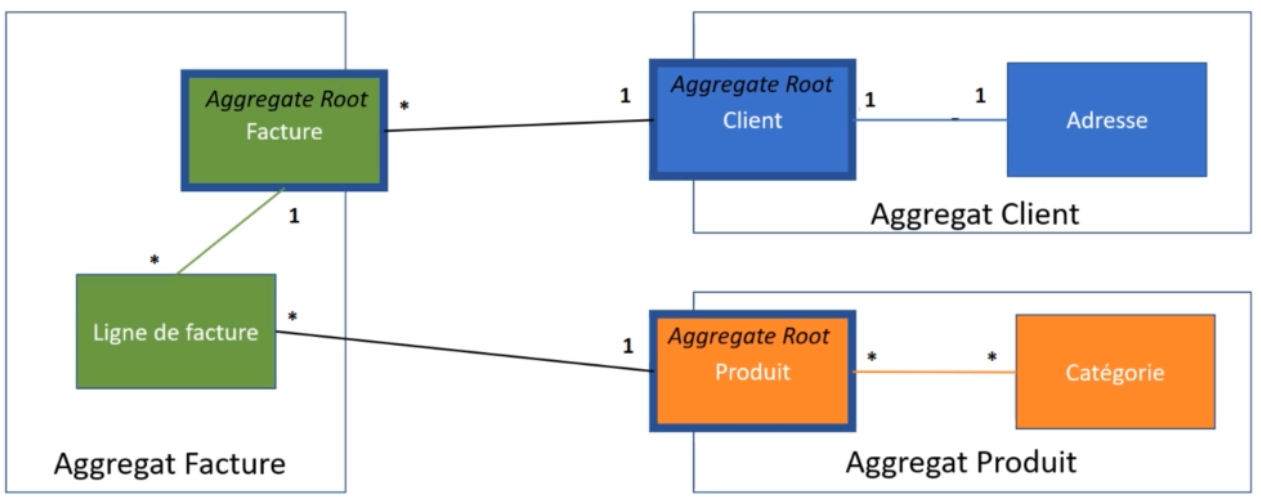 Aggregate Root
Facture
*
1
1
*
Ligne de facture
*
1
Aggregat Facture
Aggregate Root
Client
1
1
Adresse
Aggregat Client
Aggregate Root
Produit
*
*
Catégorie
Aggregat Produit